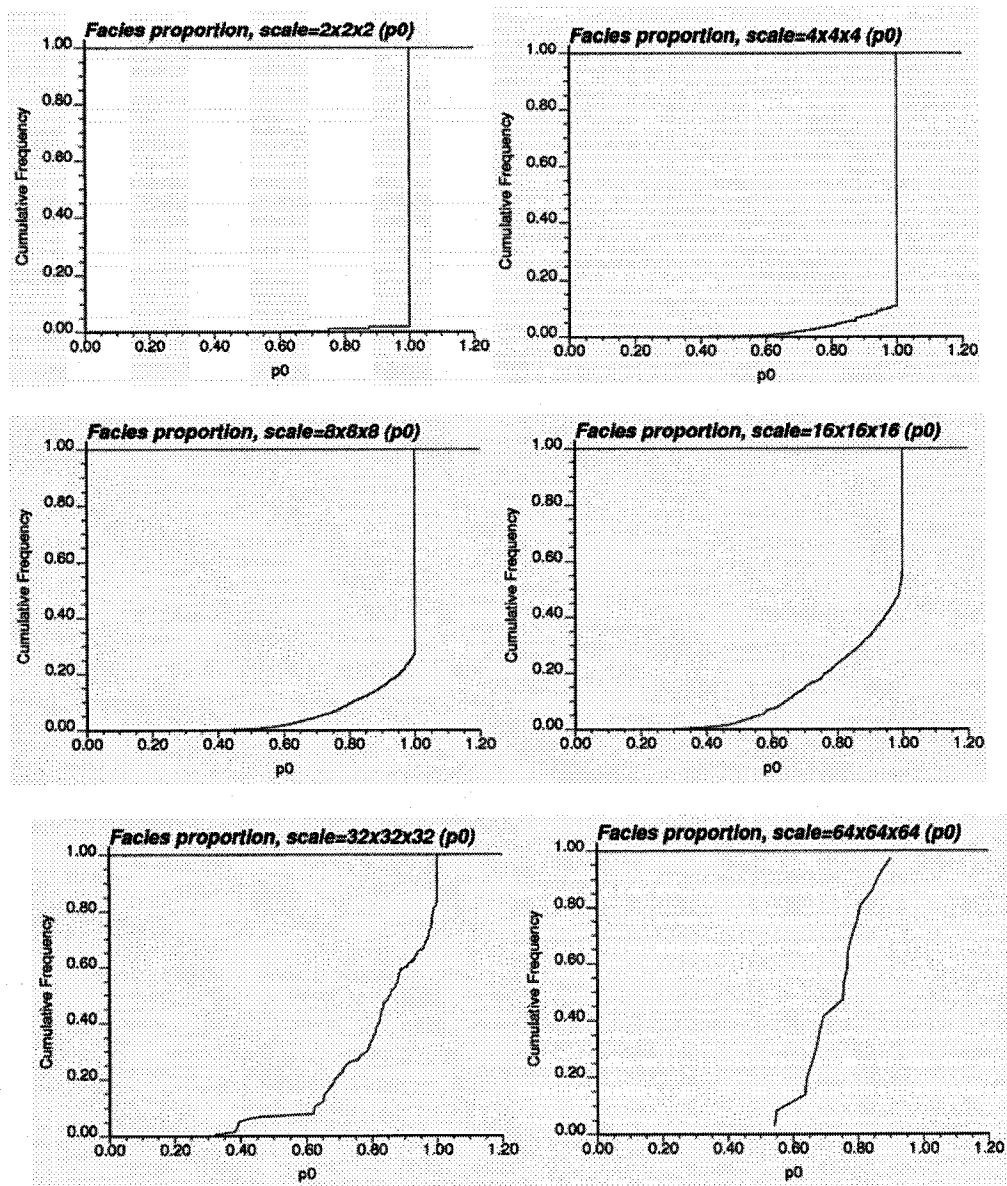 Facies proportion, scale=2x2x2 (p0)
1.00
0.80
0.60
0.40
0.20
0.00
0.00 0.20 0.40 0.60 0.80 1.00 1.20
Cumulative Frequency
p0
Facies proportion, scale=4x4x4 (p0)
1.00
0.80
0.60
0.40
0.20
0.00
0.00 0.20 0.40 0.60 0.80 1.00 1.20
Cumulative Frequency
p0
Facies proportion, scale=8x8x8 (p0)
1.00
0.80
0.60
0.40
0.20
0.00
0.00 0.20 0.40 0.60 0.80 1.00 1.20
Cumulative Frequency
p0
Facies proportion, scale=16x16x16 (p0)
1.00
0.80
0.60
0.40
0.20
0.00
0.00 0.20 0.40 0.60 0.80 1.00 1.20
Cumulative Frequency
p0
Facies proportion, scale=32x32x32 (p0)
1.00
0.80
0.60
0.40
0.20
0.00
0.00 0.20 0.40 0.60 0.80 1.00 1.20
Cumulative Frequency
p0
Facies proportion, scale=64x64x64 (p0)
1.00
0.80
0.60
0.40
0.20
0.00
0.00 0.20 0.40 0.60 0.80 1.00 1.20
Cumulative Frequency
p0